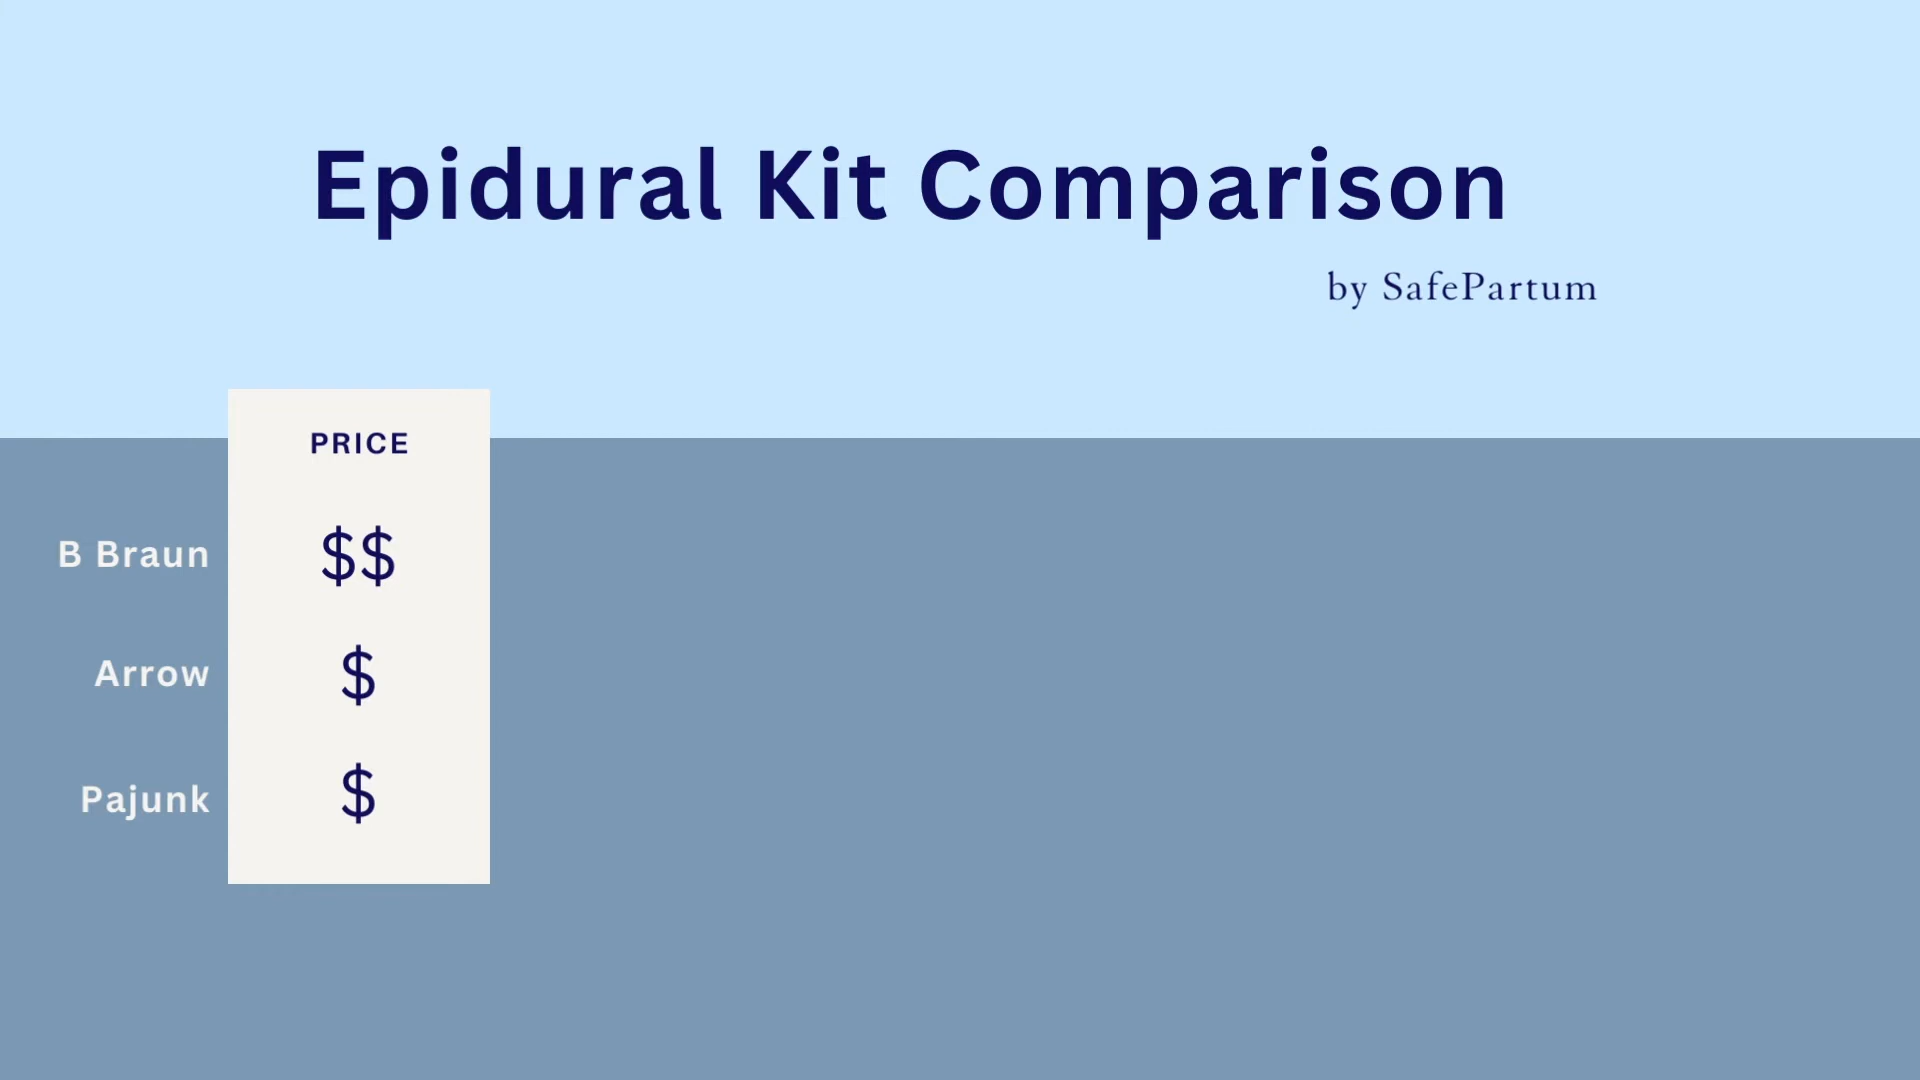 Epidural Kit Comparison
by SafePartum
PRICE
B Braun $$
Arrow $
Pajunk $